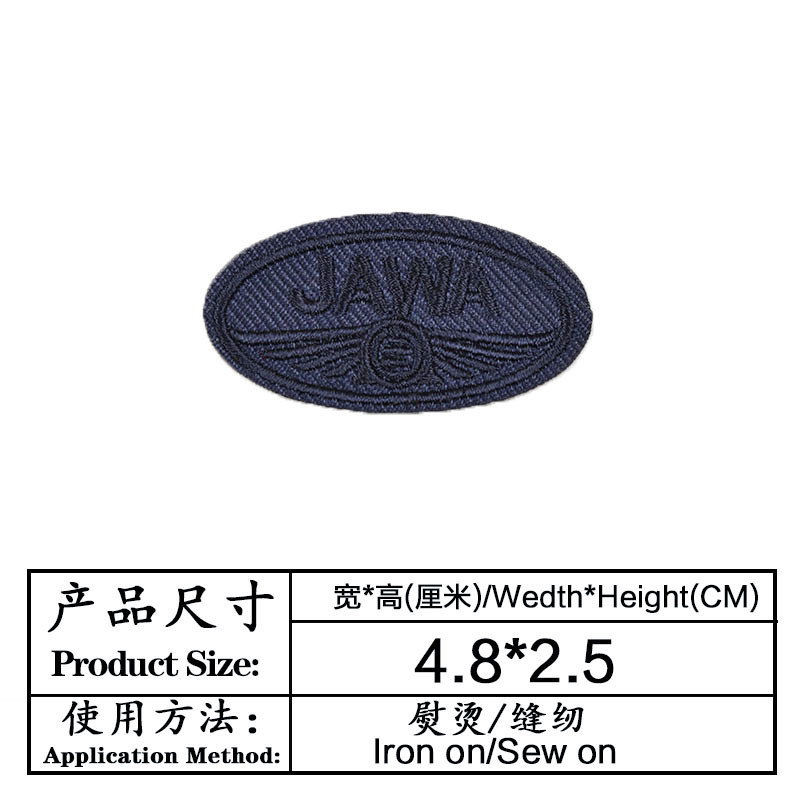 JAWA
产品尺寸
Product Size:
宽*高(厘米)/Wedth*Height(CM)
4.8*2.5
使用方法:
Application Method:
熨烫/缝纫
Iron on/Sew on